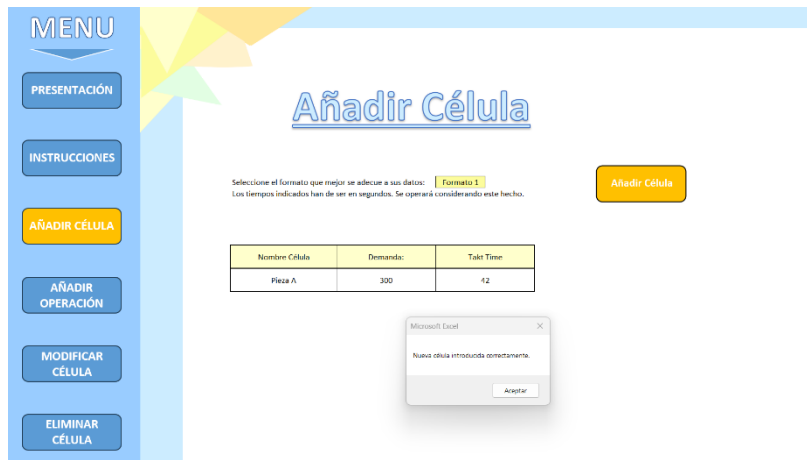 MENU
PRESENTACIÓN
INSTRUCCIONES
AÑADIR CÉLULA
AÑADIR
OPERACIÓN
MODIFICAR
CÉLULA
ELIMINAR
CÉLULA
Añadir Célula
Seleccione el formato que mejor se adecue a sus datos: Formato 1
Los tiempos indicados han de ser en segundos. Se operará considerando este hecho.
Añadir Célula
Nombre Célula Demanda: Takt Time
Pieza A 300 42
Microsoft Excel
Nueva célula introducida correctamente.
Aceptar